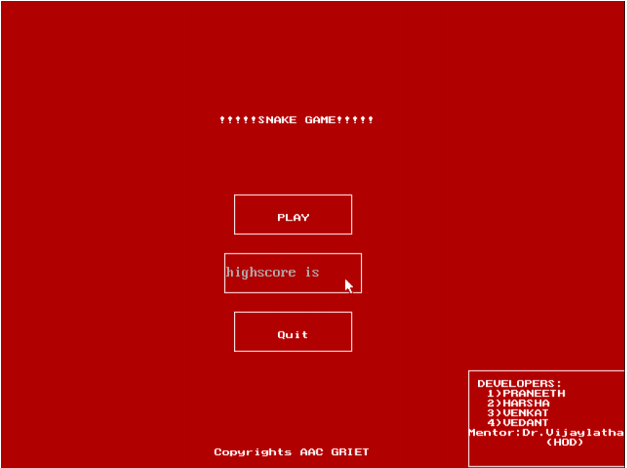 !!!!!SNAKE GAME!!!!!
PLAY
highscore is
Quit
DEVELOPERS:
1)PRANEETH
2)HARSHA
3)VENKAT
4)VEDANT
Mentor:Dr.Vijaylatha
(HOD)
Copyrights AAC GRIET